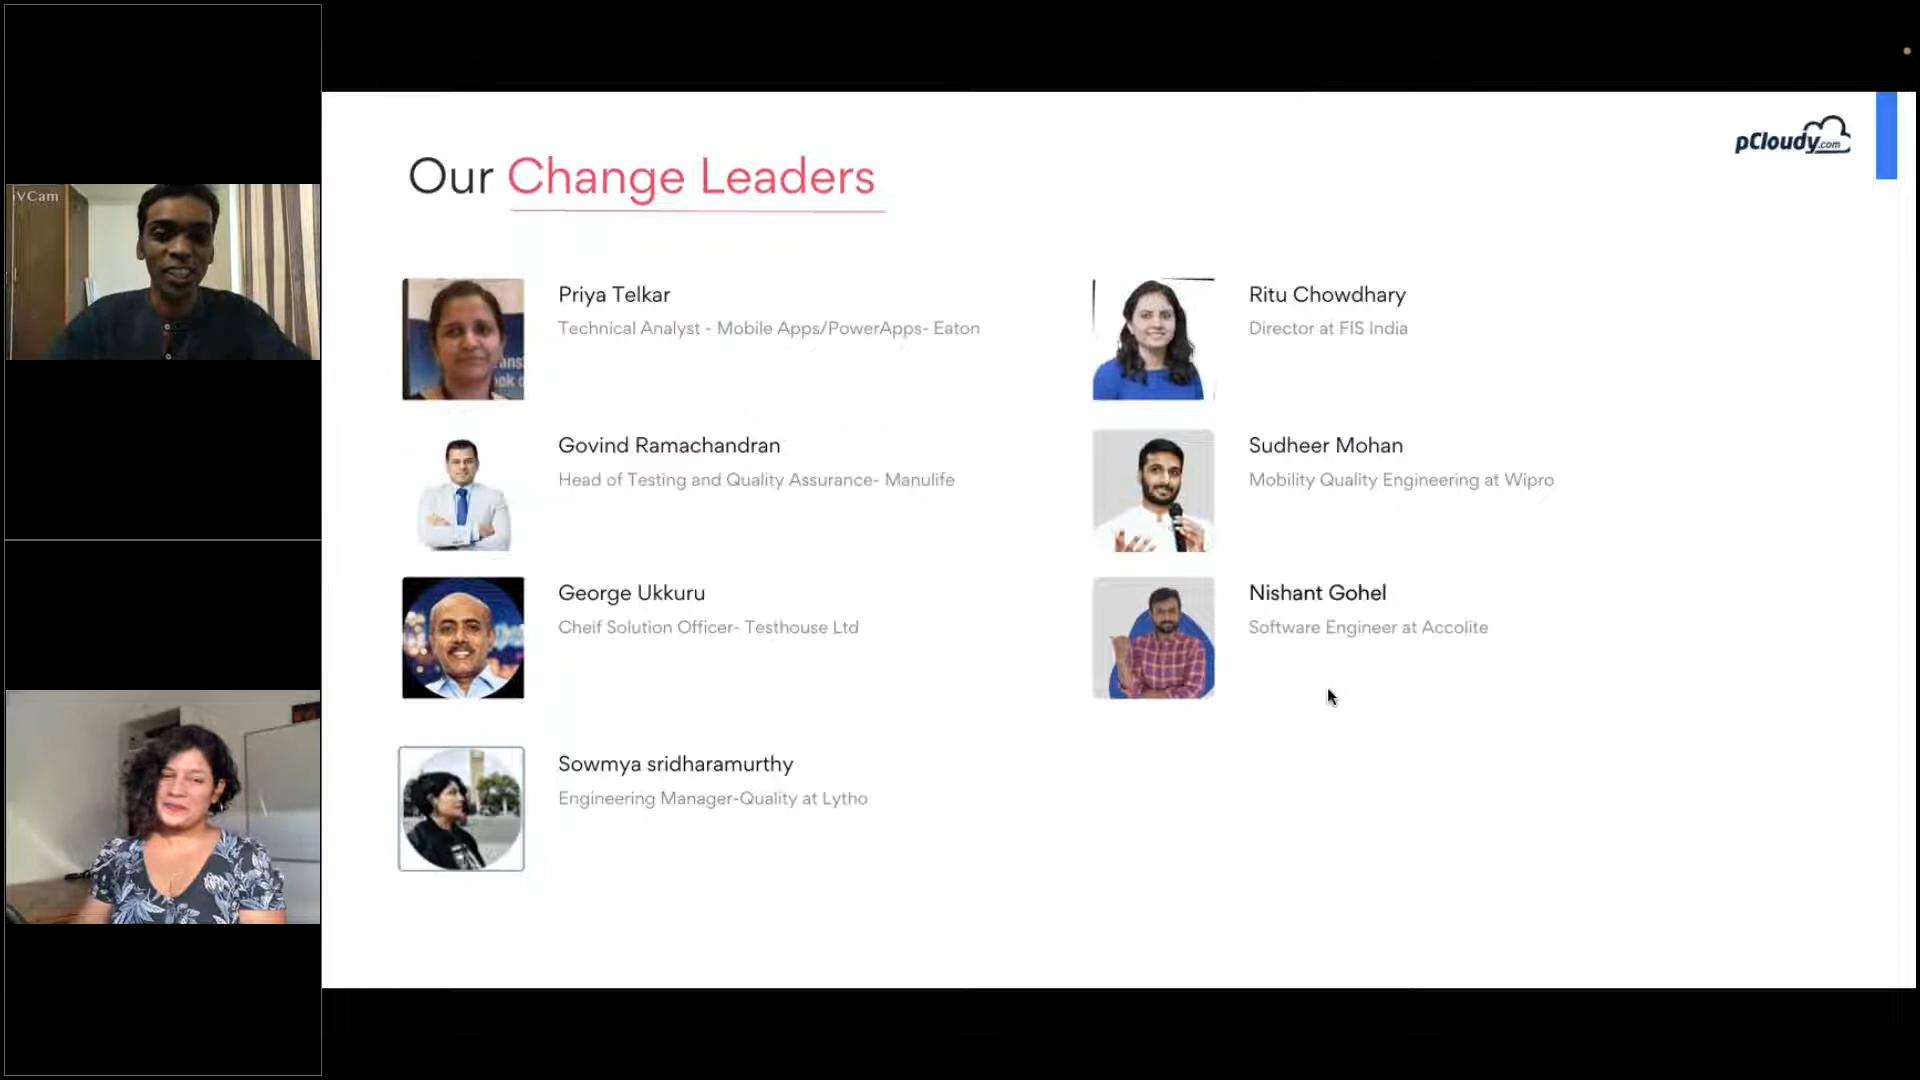 iVCam
pCloudy.com
Our Change Leaders
Priya Telkar
Technical Analyst - Mobile Apps/PowerApps- Eaton
Ritu Chowdhary
Director at FIS India
Govind Ramachandran
Head of Testing and Quality Assurance- Manulife
Sudheer Mohan
Mobility Quality Engineering at Wipro
George Ukkuru
Cheif Solution Officer- Testhouse Ltd
Nishant Gohel
Software Engineer at Accolite
Sowmya sridharamurthy
Engineering Manager-Quality at Lytho